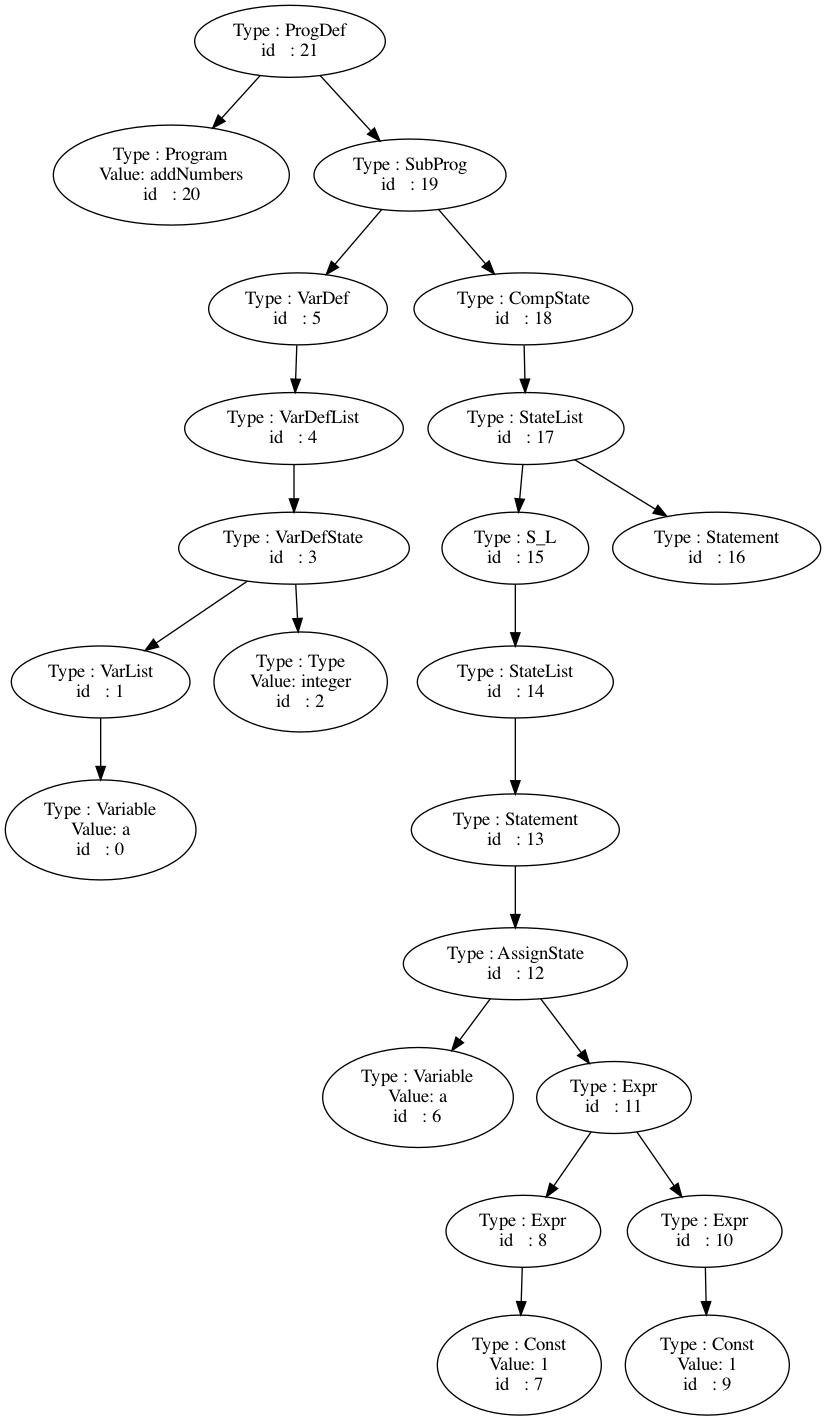 Type : ProgDef
id : 21
Type : Program
Value: addNumbers
id : 20
Type : SubProg
id : 19
Type : VarDef
id : 5
Type : CompState
id : 18
Type : VarDefList
id : 4
Type : StateList
id : 17
Type : VarDefState
id : 3
Type : S_L
id : 15
Type : Statement
id : 16
Type : VarList
id : 1
Type : Type
Value: integer
id : 2
Type : StateList
id : 14
Type : Variable
Value: a
id : 0
Type : Statement
id : 13
Type : AssignState
id : 12
Type : Variable
Value: a
id : 6
Type : Expr
id : 11
Type : Expr
id : 8
Type : Expr
id : 10
Type : Const
Value: 1
id : 7
Type : Const
Value: 1
id : 9